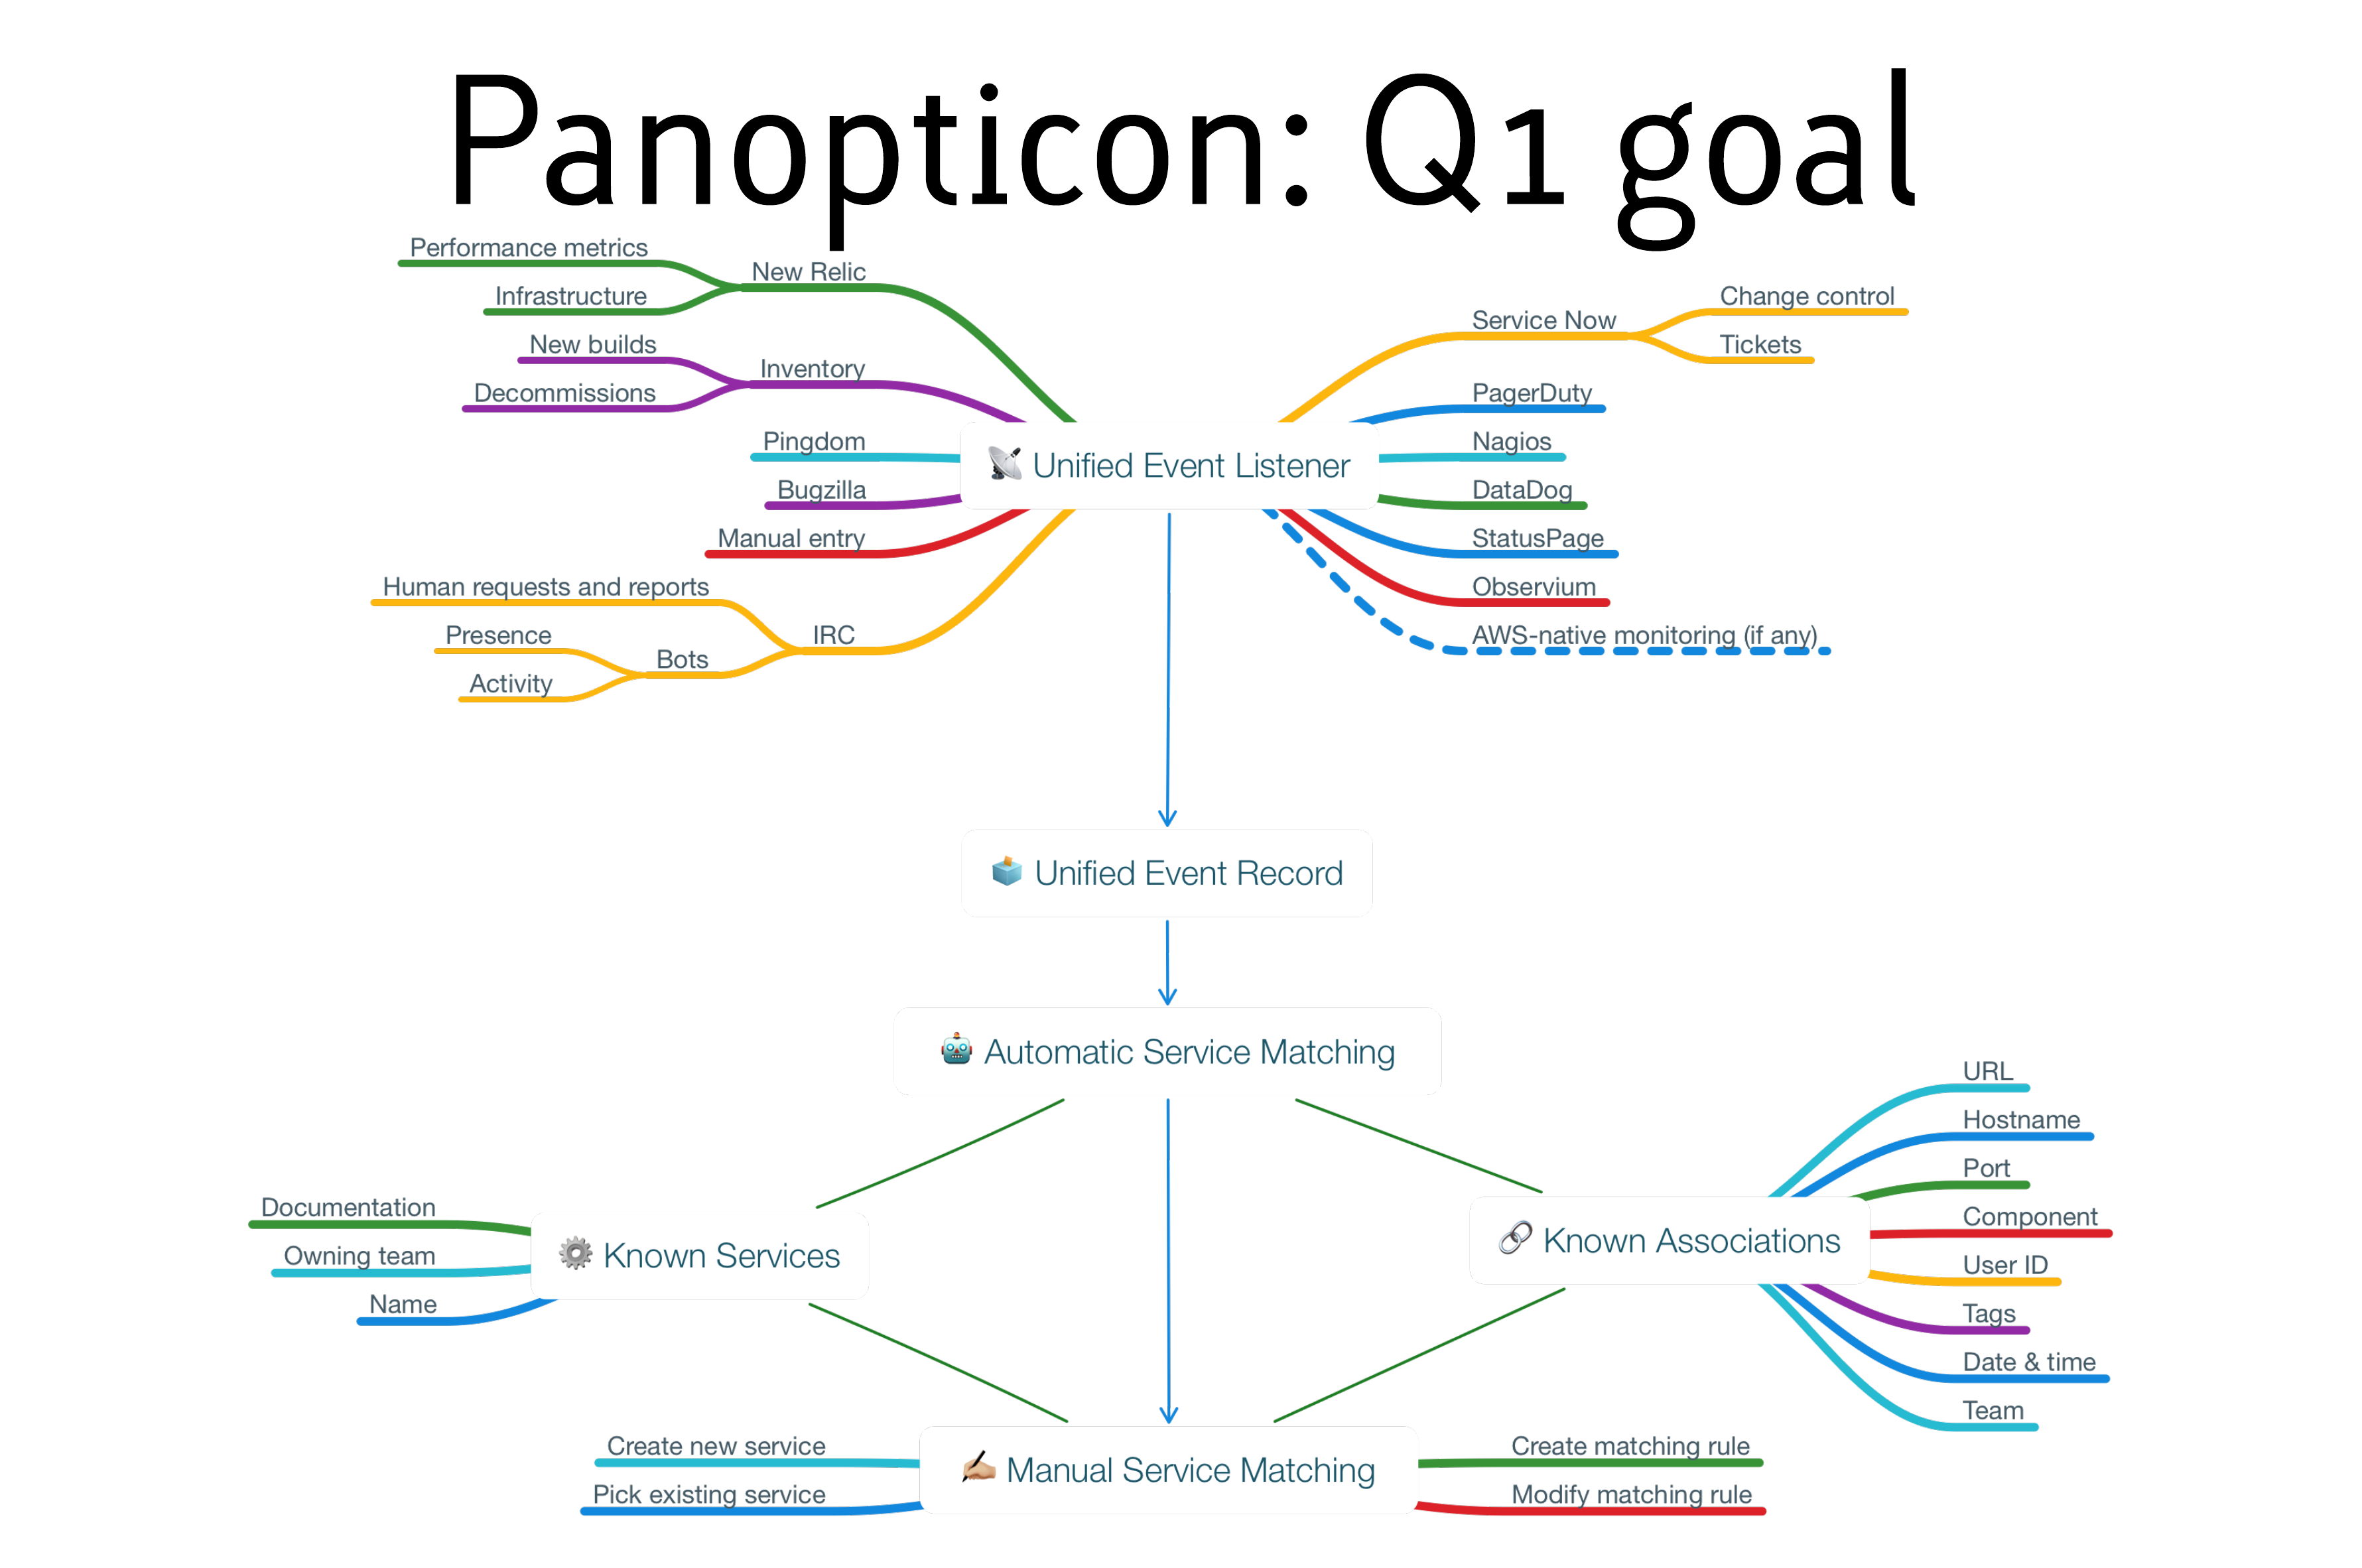 Panopticon: Q1 goal
Performance metrics
Infrastructure
New Relic
New builds
Decommissions
Inventory
Pingdom
Bugzilla
Manual entry
Human requests and reports
Presence
Activity
Bots
IRC
Unified Event Listener
Service Now
Change control
Tickets
PagerDuty
Nagios
DataDog
StatusPage
Observium
AWS-native monitoring (if any)
Unified Event Record
Automatic Service Matching
Documentation
Owning team
Name
Known Services
Known Associations
URL
Hostname
Port
Component
User ID
Tags
Date & time
Team
Create new service
Pick existing service
Manual Service Matching
Create matching rule
Modify matching rule